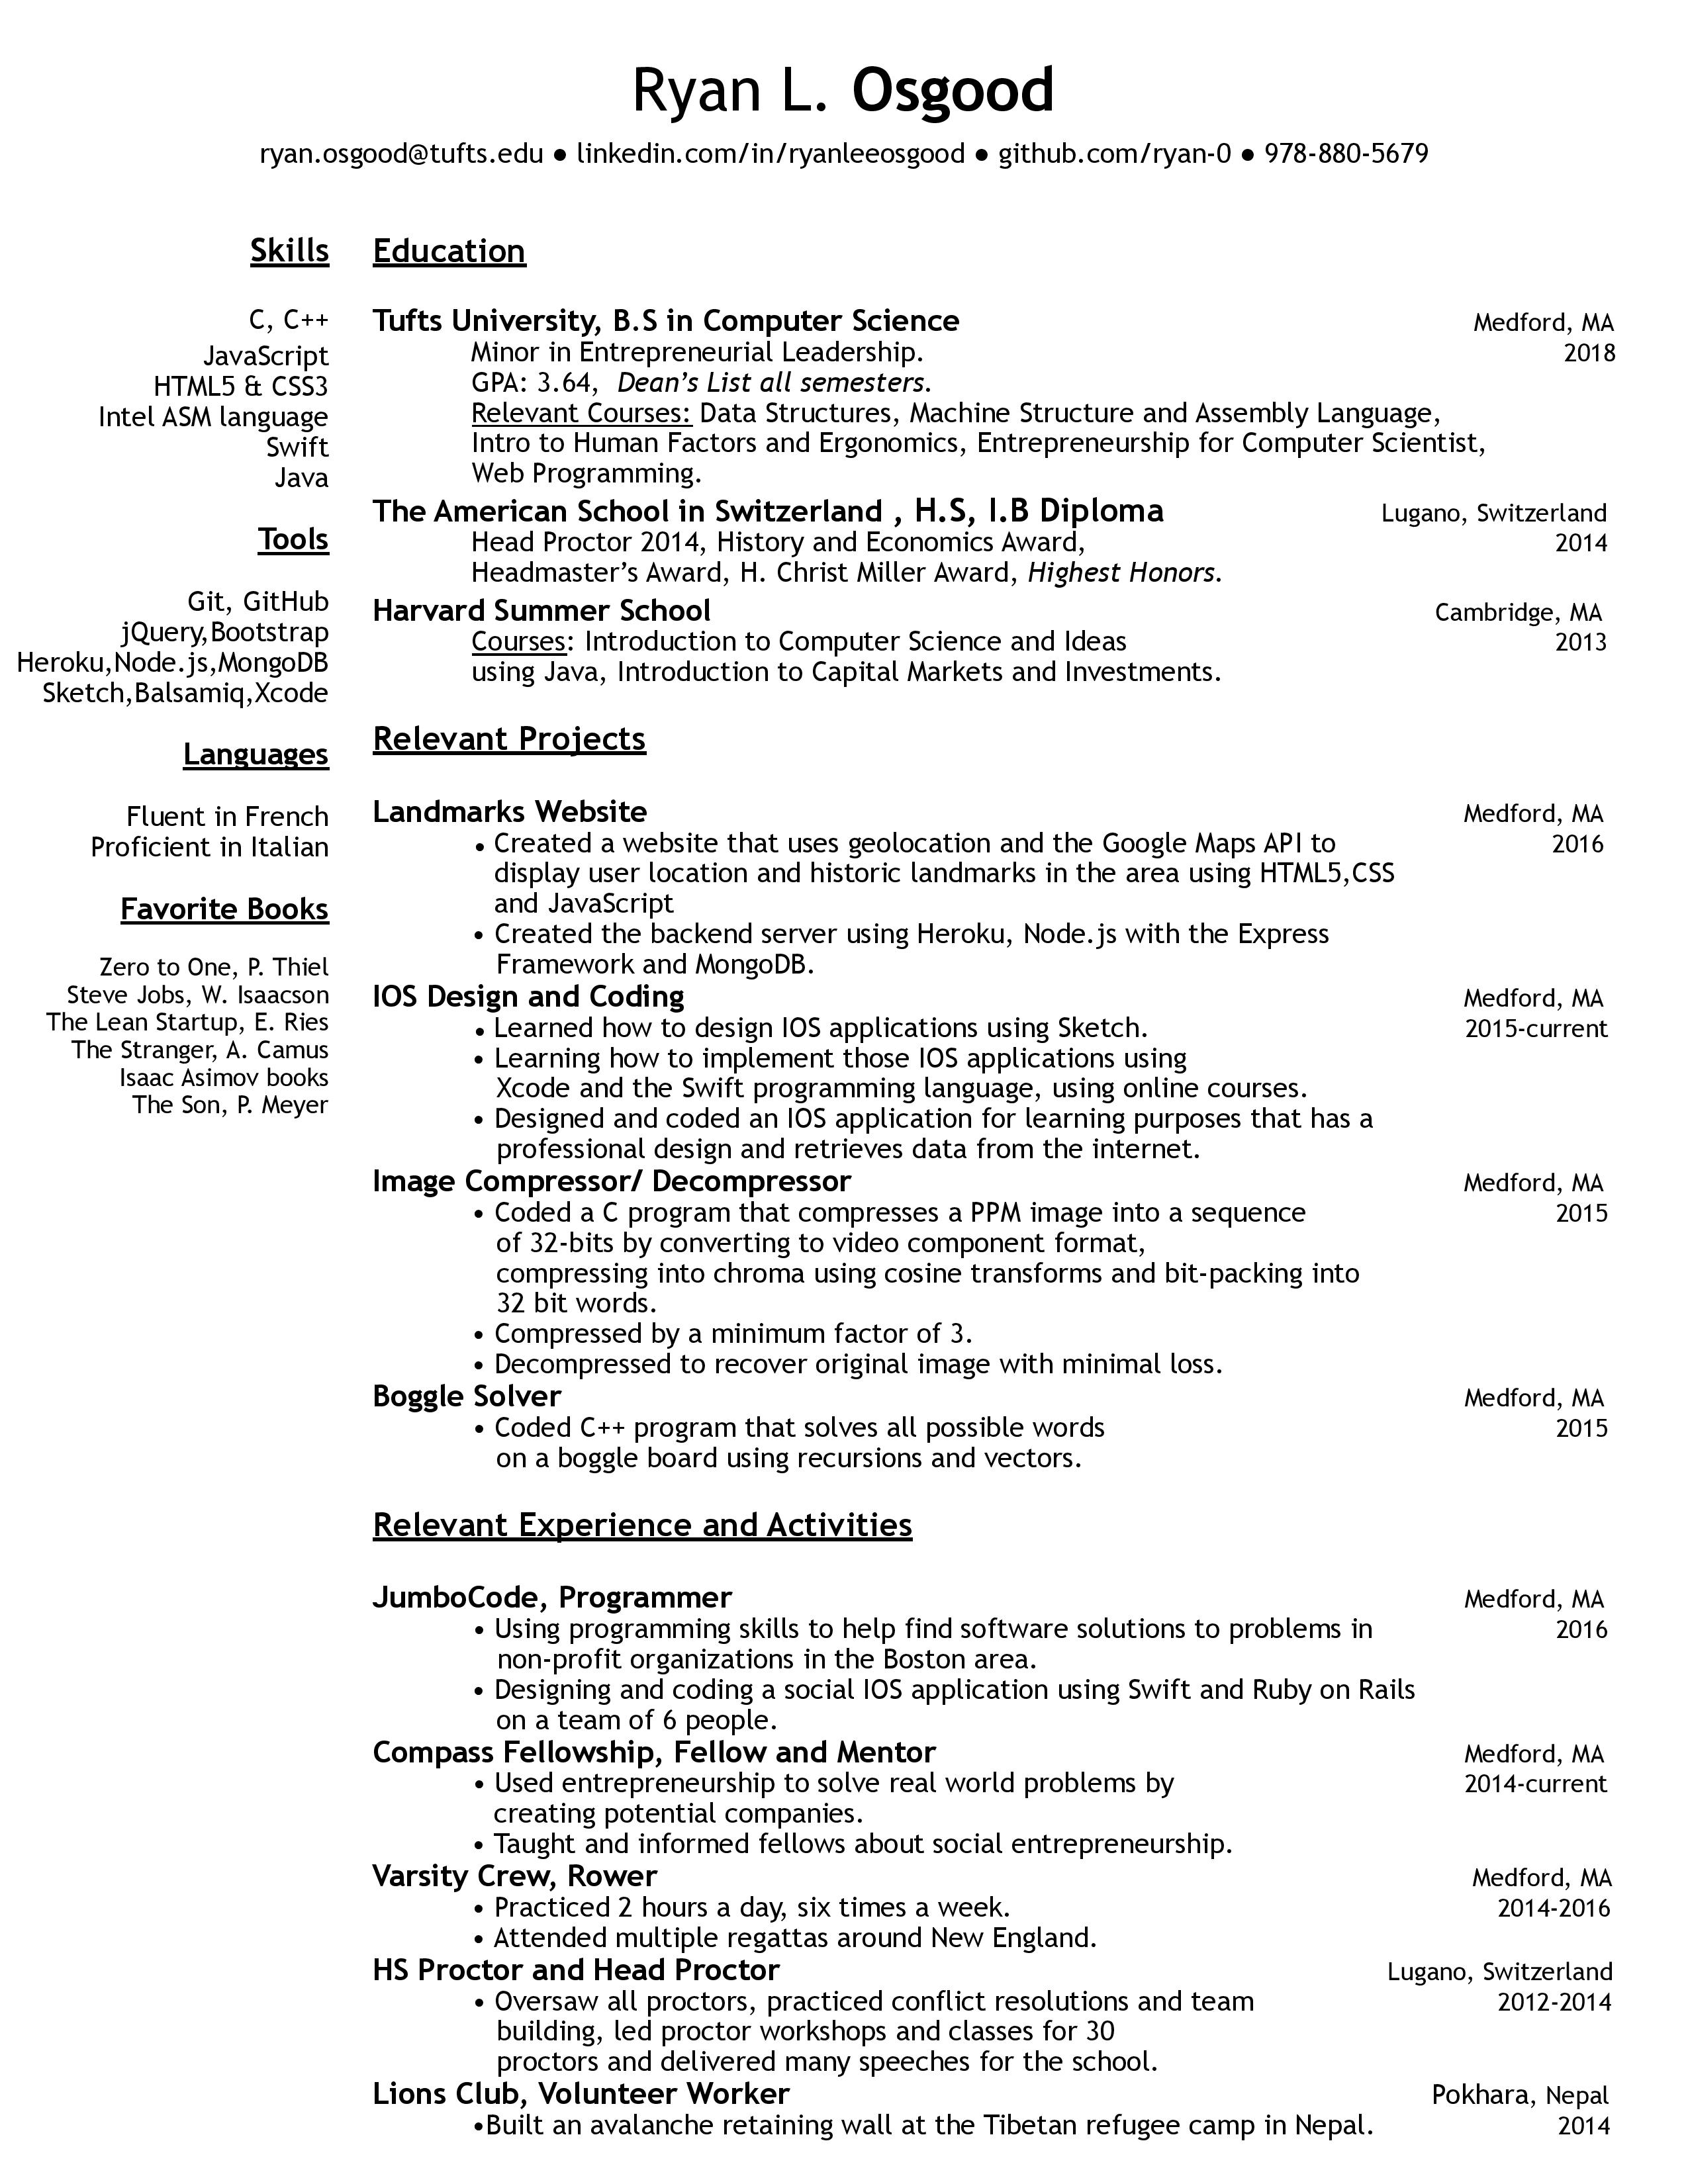 Ryan L. Osgood
ryan.osgood@tufts.edu ● linkedin.com/in/ryanleeosgood ● github.com/ryan-0 ● 978-880-5679
Skills
C, C++
JavaScript
HTML5 & CSS3
Intel ASM language
Swift
Java
Tools
Git, GitHub
jQuery,Bootstrap
Heroku,Node.js,MongoDB
Sketch,Balsamiq,Xcode
Languages
Fluent in French
Proficient in Italian
Favorite Books
Zero to One, P. Thiel
Steve Jobs, W. Isaacson
The Lean Startup, E. Ries
The Stranger, A. Camus
Isaac Asimov books
The Son, P. Meyer
Education
Tufts University, B.S in Computer Science Medford, MA
Minor in Entrepreneurial Leadership. 2018
GPA: 3.64, Dean’s List all semesters.
Relevant Courses: Data Structures, Machine Structure and Assembly Language,
Intro to Human Factors and Ergonomics, Entrepreneurship for Computer Scientist,
Web Programming.
The American School in Switzerland , H.S, I.B Diploma Lugano, Switzerland
Head Proctor 2014, History and Economics Award, 2014
Headmaster’s Award, H. Christ Miller Award, Highest Honors.
Harvard Summer School Cambridge, MA
Courses: Introduction to Computer Science and Ideas 2013
using Java, Introduction to Capital Markets and Investments.
Relevant Projects
Landmarks Website Medford, MA
• Created a website that uses geolocation and the Google Maps API to 2016
display user location and historic landmarks in the area using HTML5,CSS
and JavaScript
• Created the backend server using Heroku, Node.js with the Express
Framework and MongoDB.
IOS Design and Coding Medford, MA
• Learned how to design IOS applications using Sketch. 2015-current
• Learning how to implement those IOS applications using
Xcode and the Swift programming language, using online courses.
• Designed and coded an IOS application for learning purposes that has a
professional design and retrieves data from the internet.
Image Compressor/ Decompressor Medford, MA
• Coded a C program that compresses a PPM image into a sequence 2015
of 32-bits by converting to video component format,
compressing into chroma using cosine transforms and bit-packing into
32 bit words.
• Compressed by a minimum factor of 3.
• Decompressed to recover original image with minimal loss.
Boggle Solver Medford, MA
• Coded C++ program that solves all possible words 2015
on a boggle board using recursions and vectors.
Relevant Experience and Activities
JumboCode, Programmer Medford, MA
• Using programming skills to help find software solutions to problems in 2016
non-profit organizations in the Boston area.
• Designing and coding a social IOS application using Swift and Ruby on Rails
on a team of 6 people.
Compass Fellowship, Fellow and Mentor Medford, MA
• Used entrepreneurship to solve real world problems by 2014-current
creating potential companies.
• Taught and informed fellows about social entrepreneurship.
Varsity Crew, Rower Medford, MA
• Practiced 2 hours a day, six times a week. 2014-2016
• Attended multiple regattas around New England.
HS Proctor and Head Proctor Lugano, Switzerland
• Oversaw all proctors, practiced conflict resolutions and team 2012-2014
building, led proctor workshops and classes for 30
proctors and delivered many speeches for the school.
Lions Club, Volunteer Worker Pokhara, Nepal
•Built an avalanche retaining wall at the Tibetan refugee camp in Nepal. 2014